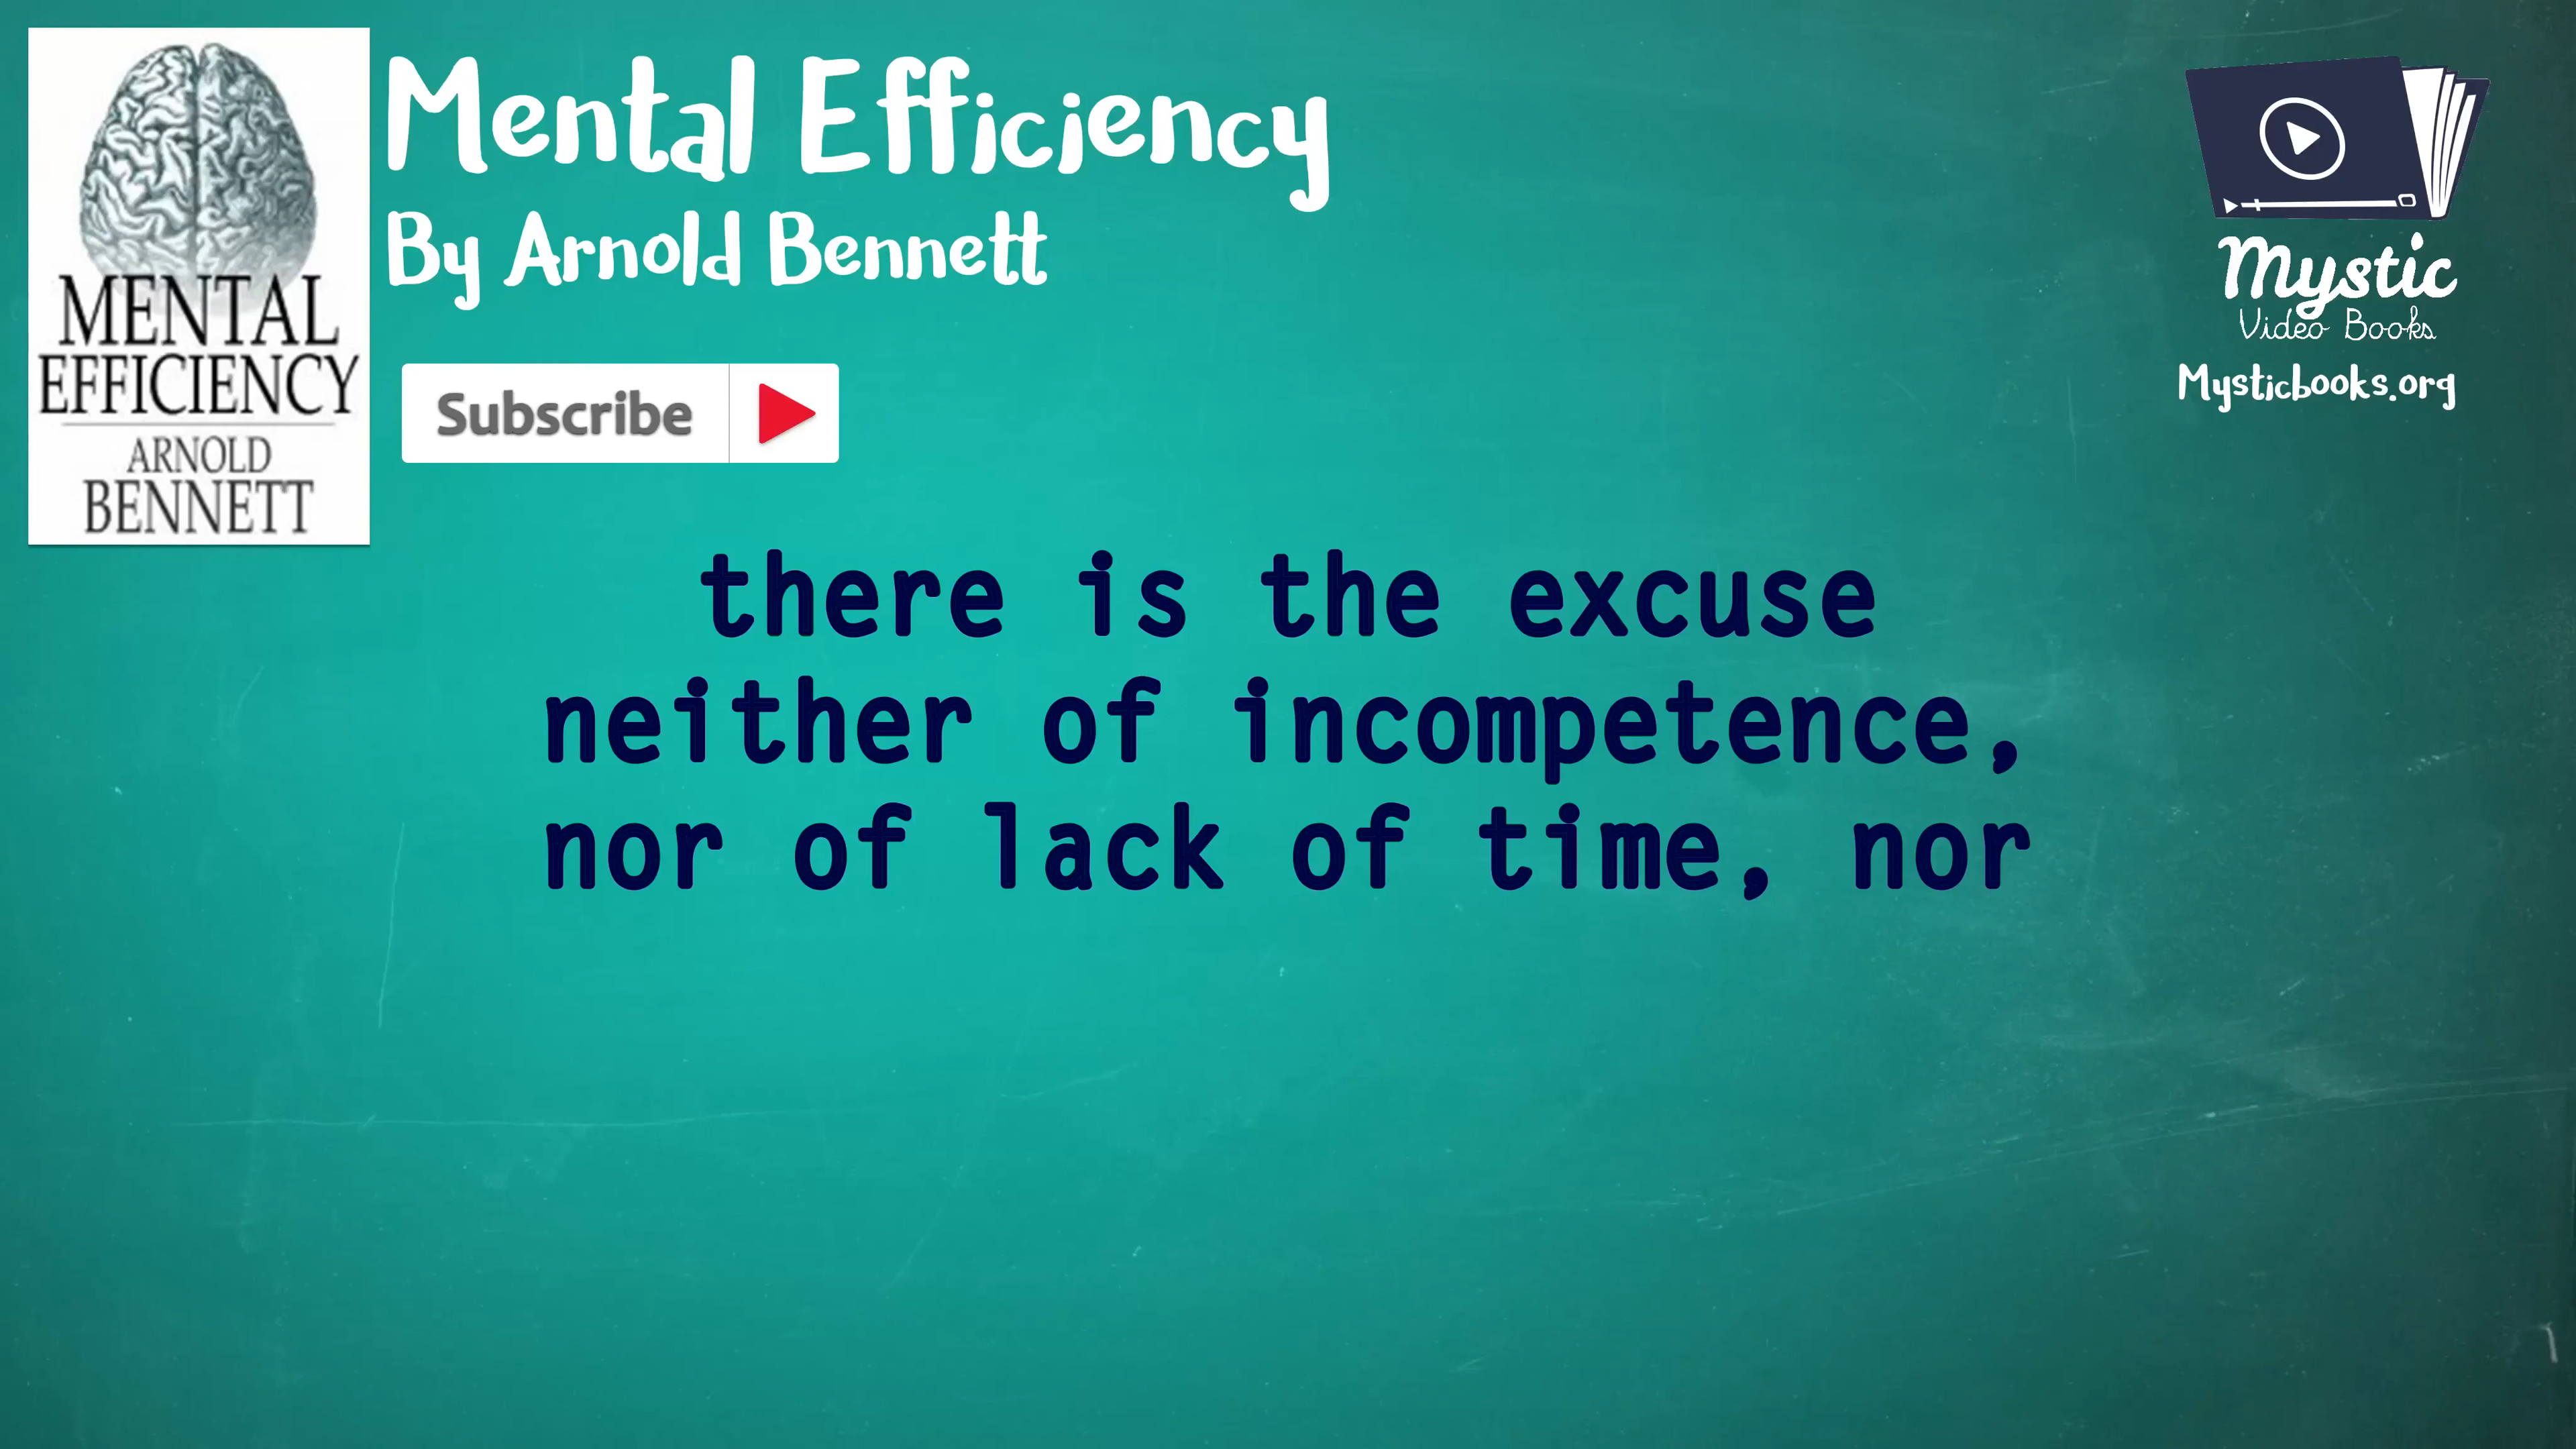 MENTAL
EFFICIENCY
ARNOLD
BENNETT
Mental Efficiency
By Arnold Bennett
Subscribe
Mystic
Video Books
Mysticbooks.org
there is the excuse
neither of incompetence,
nor of lack of time, nor